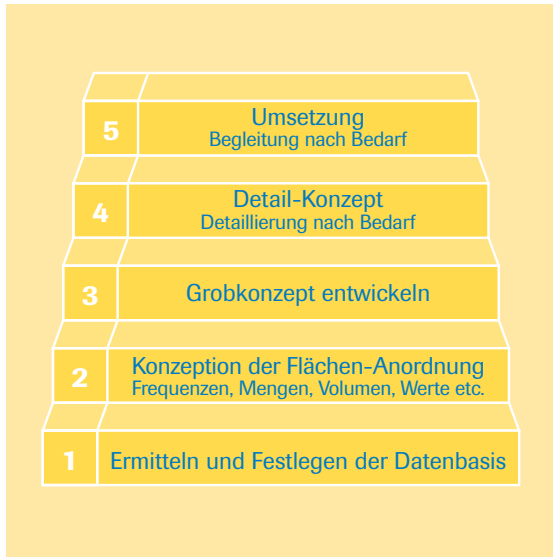 5
Umsetzung
Begleitung nach Bedarf
4
Detail-Konzept
Detaillierung nach Bedarf
3
Grobkonzept entwickeln
2
Konzeption der Flächen-Anordnung
Frequenzen, Mengen, Volumen, Werte etc.
1
Ermitteln und Festlegen der Datenbasis